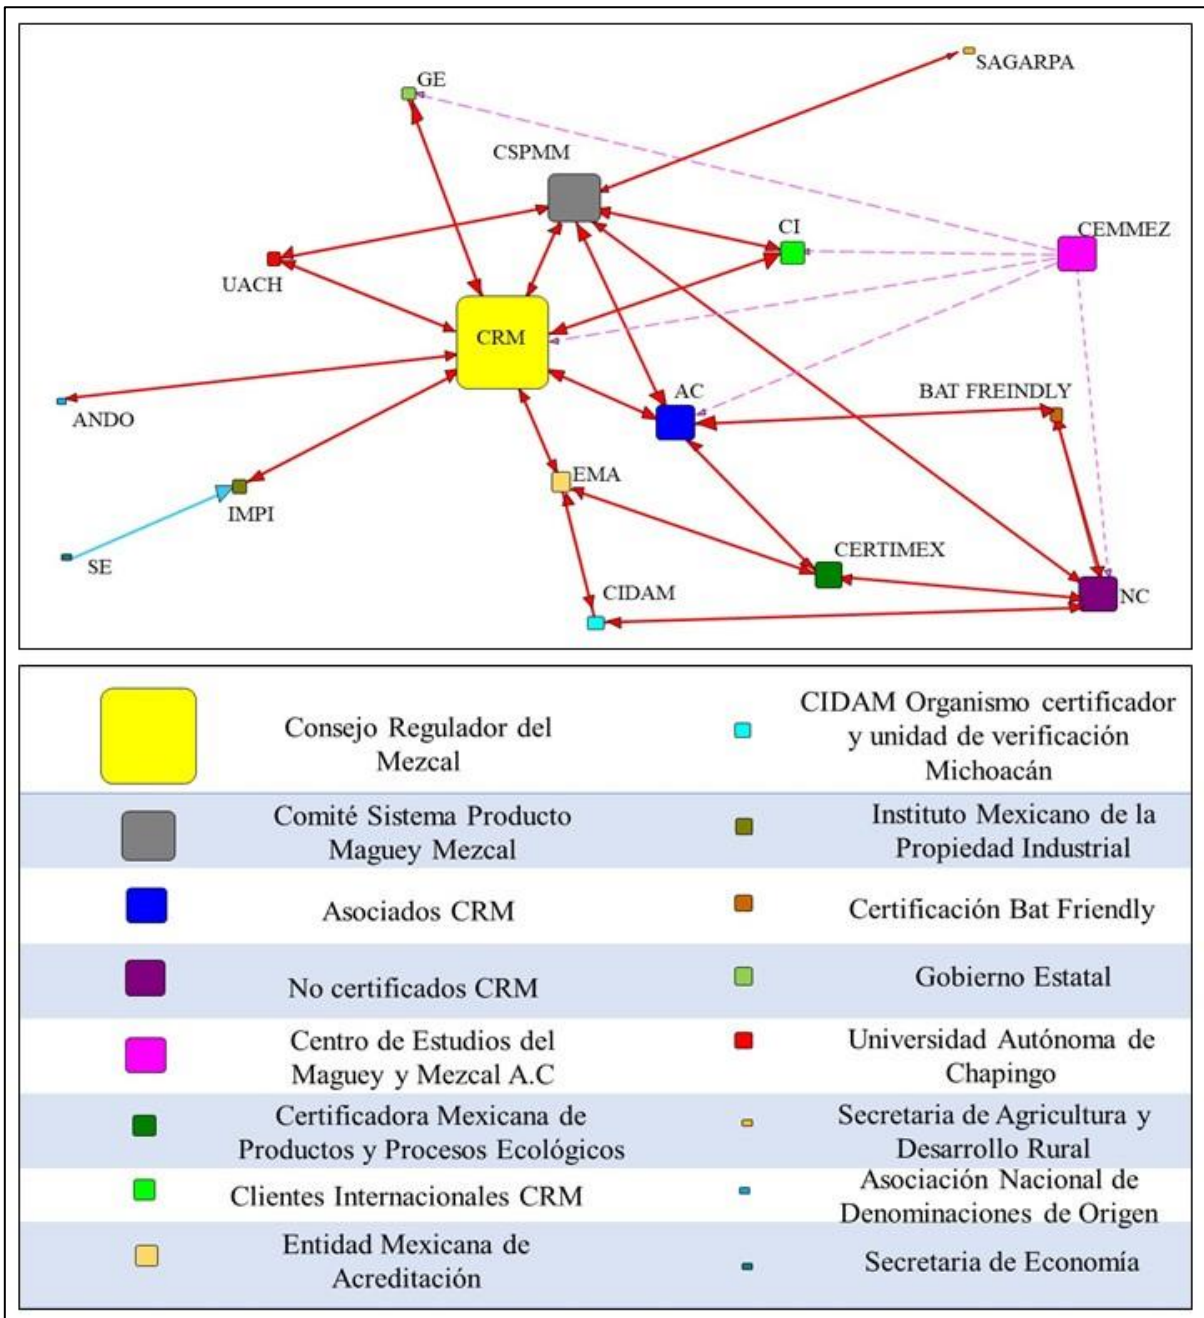 SAGARPA
GE
CSPMM
CI
CEMMEZ
UACH
CRM
AC
BAT FREINDLY
ANDO
EMA
IMPI
CERTIMEX
SE
CIDAM
NC
Consejo Regulador del
Mezcal
Comité Sistema Producto
Maguey Mezcal
Asociados CRM
No certificados CRM
Centro de Estudios del
Maguey y Mezcal A.C
Certificadora Mexicana de
Productos y Procesos Ecológicos
Clientes Internacionales CRM
Entidad Mexicana de
Acreditación
CIDAM Organismo certificador
y unidad de verificación
Michoacán
Instituto Mexicano de la
Propiedad Industrial
Certificación Bat Friendly
Gobierno Estatal
Universidad Autónoma de
Chapingo
Secretaria de Agricultura y
Desarrollo Rural
Asociación Nacional de
Denominaciones de Origen
Secretaria de Economía